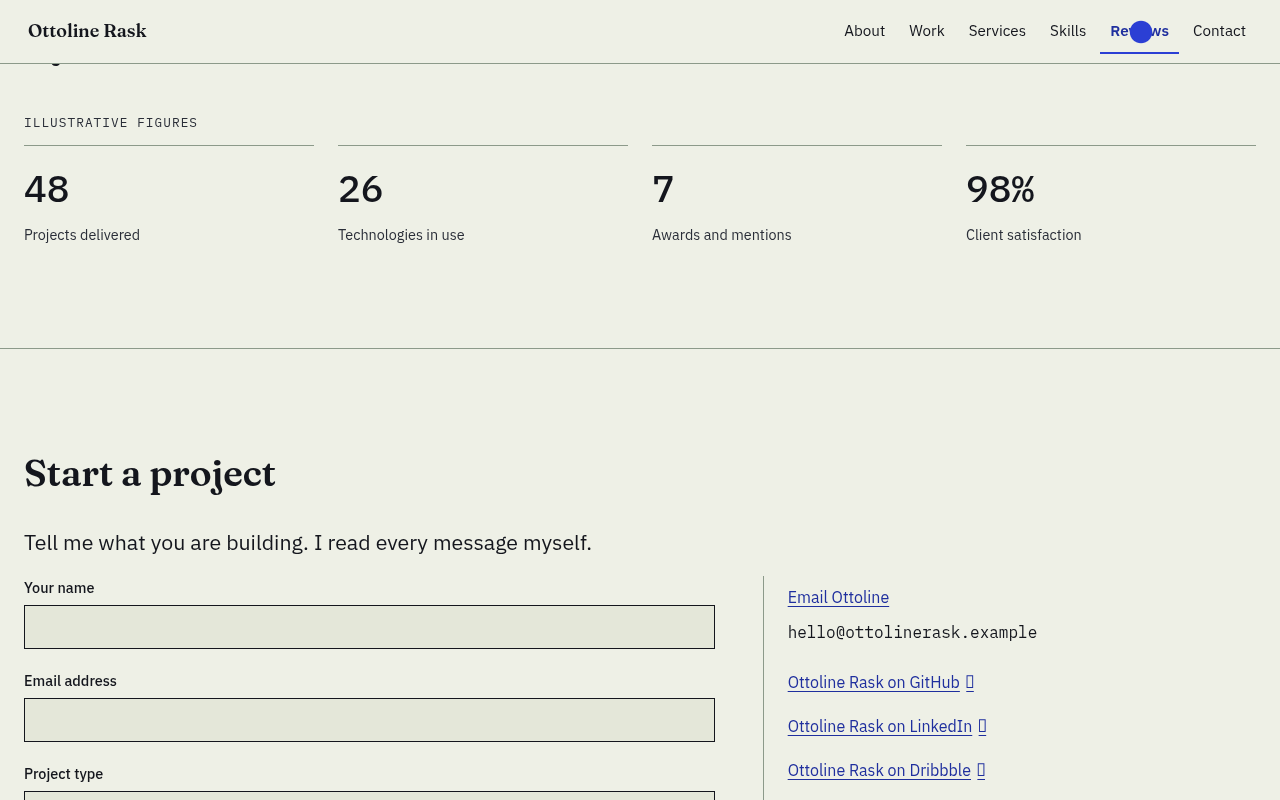 Ottoline Rask
About
Work
Services
Skills
Reviews
Contact
ILLUSTRATIVE FIGURES
48
26
7
98%
Projects delivered
Technologies in use
Awards and mentions
Client satisfaction
Start a project
Tell me what you are building. I read every message myself.
Your name
Email address
Project type
Email Ottoline
hello@ottolinerask.example
Ottoline Rask on GitHub
Ottoline Rask on LinkedIn
Ottoline Rask on Dribbble